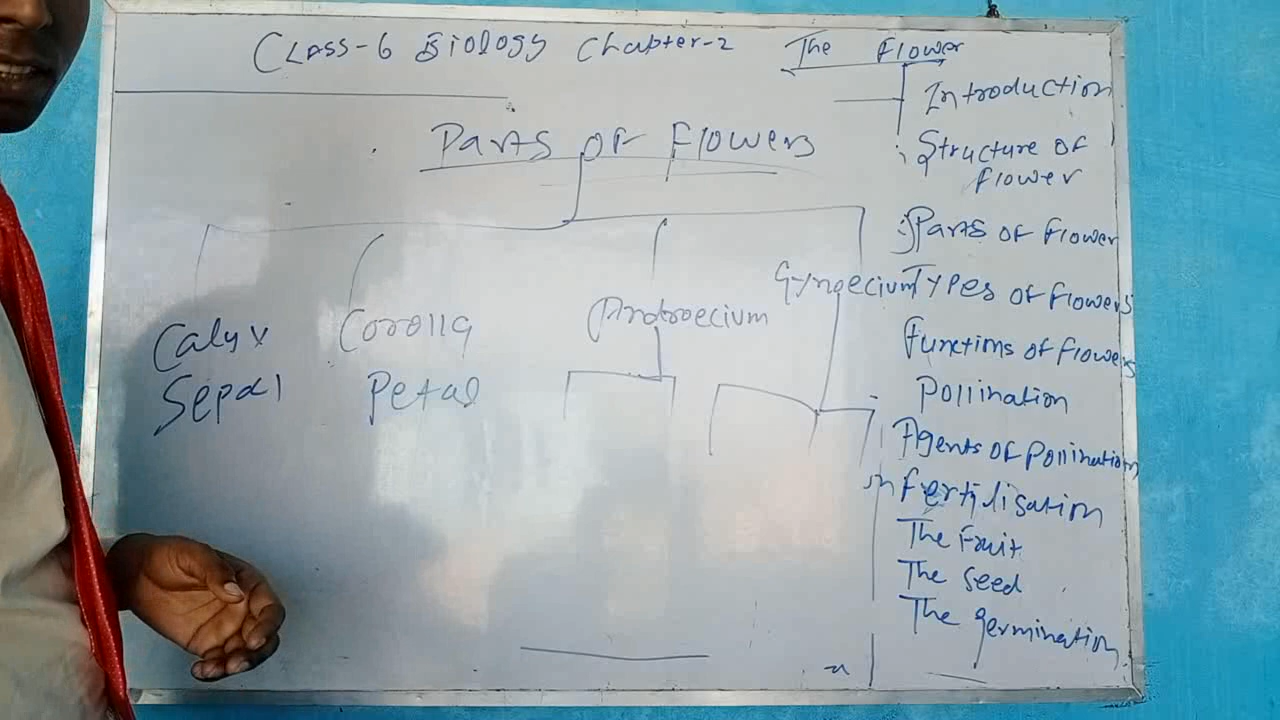 Class-6 Biology Chapter-2 The Flower
Parts of Flowers
Calyx
Sepal
Corolla
Petal
Androecium
Gynoecium
Introduction
Structure of
flower
Parts of flower
Types of flowers
Functions of flowers
Pollination
Agents of Pollination
Fertilisation
The Fruit
The Seed
The germination